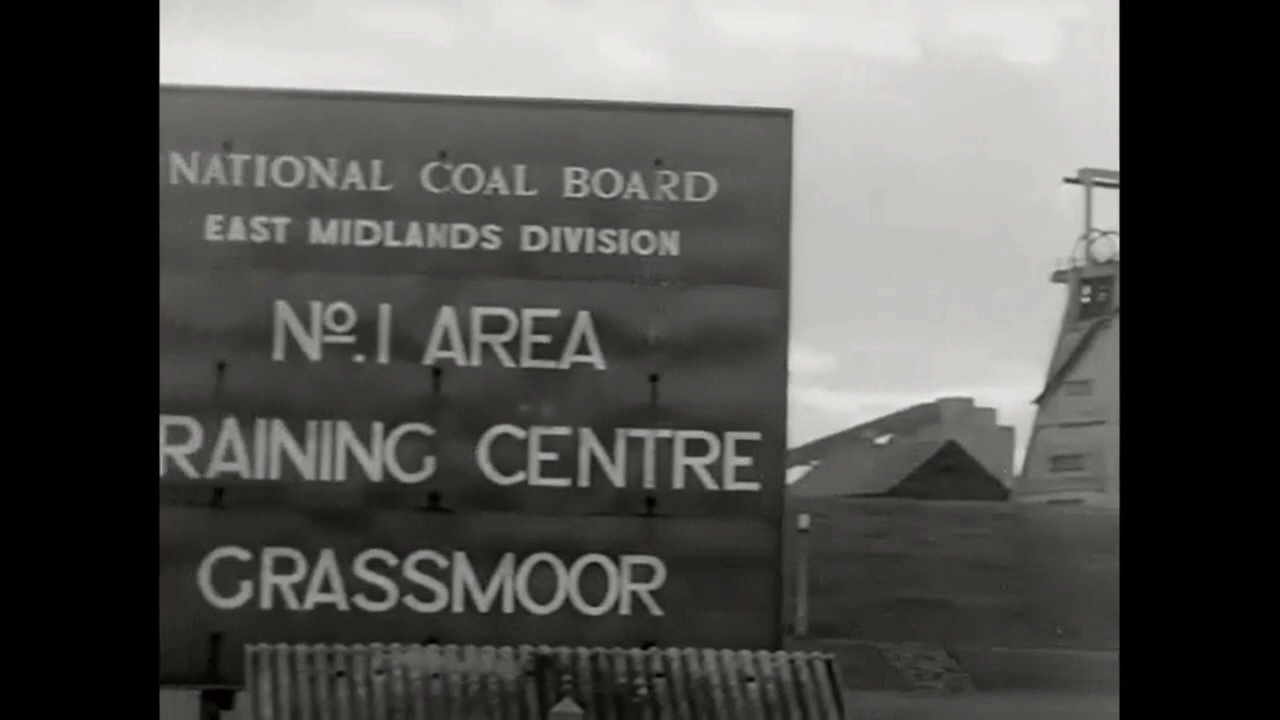 NATIONAL COAL BOARD
EAST MIDLANDS DIVISION
Nº.1 AREA
RAINING CENTRE
GRASSMOOR